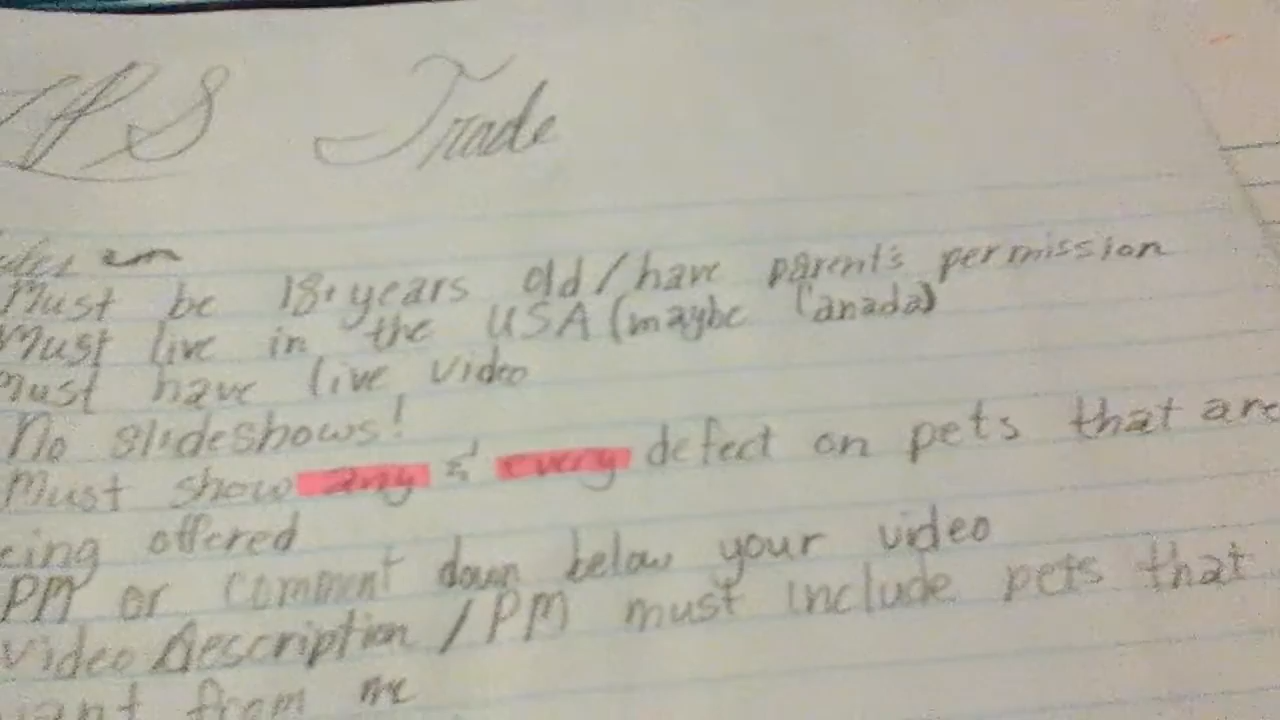 LPS Trade
Must be 18+ years old/have parent's permission
Must live in the USA (maybe Canada)
Must have live video
No slideshows!
Must show any & every defect on pets that are
eing offered
PM or comment down below your video
Video Description/PM must include pets that
want from me